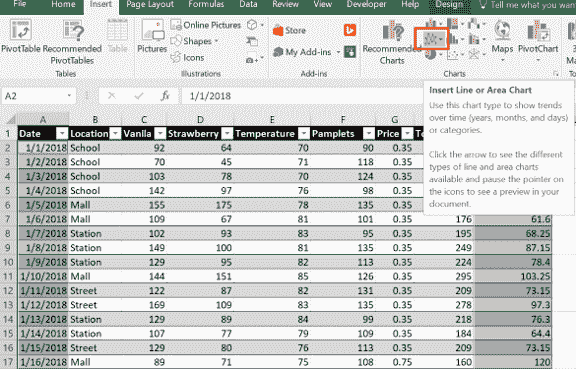 File Home Insert Page Layout Formulas Data Review View Developer Help Design Tell me what you wan
PivotTable Recommended PivotTables Table
Tables
Pictures Online Pictures Shapes Icons
Illustrations
Store
My Add-ins
Add-ins
Recommended Charts
Maps PivotChart
Charts
A2 fx 1/1/2018
Insert Line or Area Chart
Use this chart type to show trends
over time (years, months, and days)
or categories.
Click the arrow to see the different
types of line and area charts
available and pause the pointer on
the icons to see a preview in your
document.
A B C D E F G
1 Date Location Vanila Strawberry Temperature Pamplets Price
2 1/1/2018 School 92 64 70 90 0.35
3 1/2/2018 School 70 45 71 118 0.35
4 1/3/2018 School 103 78 70 124 0.35
5 1/4/2018 School 142 97 76 98 0.35
6 1/5/2018 Mall 155 175 78 135 0.35
7 1/6/2018 Mall 109 67 81 101 0.35 176 61.6
8 1/7/2018 Station 102 93 83 95 0.35 195 68.25
9 1/8/2018 Station 149 100 81 135 0.35 249 87.15
10 1/9/2018 Station 129 95 82 113 0.35 224 78.4
11 1/10/2018 Mall 144 151 85 126 0.35 295 103.25
12 1/11/2018 Street 122 87 82 131 0.35 209 73.15
13 1/12/2018 Street 169 109 83 135 0.35 278 97.3
14 1/13/2018 Station 129 89 84 99 0.35 218 76.3
15 1/14/2018 Station 107 77 79 109 0.35 184 64.4
16 1/15/2018 Street 129 80 76 113 0.35 209 73.15
17 1/16/2018 Mall 89 71 75 108 0.75 160 120